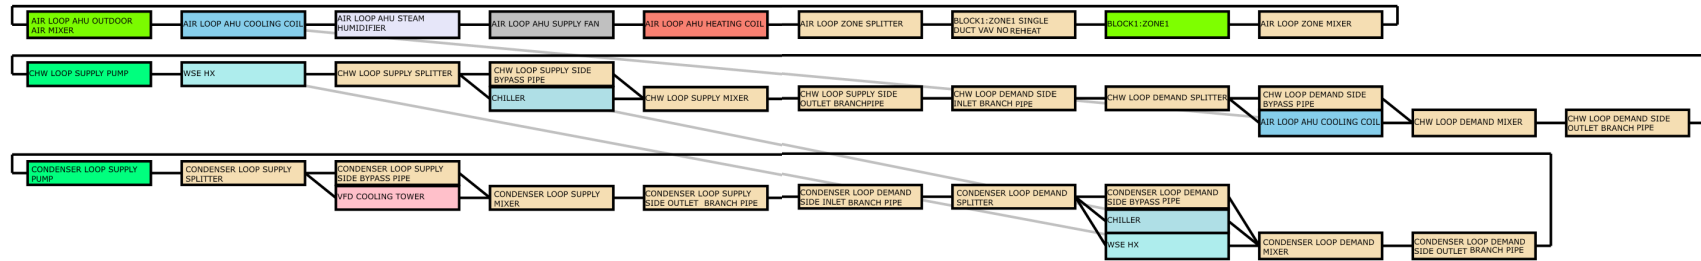 AIR LOOP AHU OUTDOOR
AIR MIXER
AIR LOOP AHU COOLING COIL
AIR LOOP AHU STEAM
HUMIDIFIER
AIR LOOP AHU SUPPLY FAN
AIR LOOP AHU HEATING COIL
AIR LOOP ZONE SPLITTER
BLOCK1:ZONE1 SINGLE
DUCT VAV NO REHEAT
BLOCK1:ZONE1
AIR LOOP ZONE MIXER
CHW LOOP SUPPLY PUMP
WSE HX
CHW LOOP SUPPLY SPLITTER
CHW LOOP SUPPLY SIDE
BYPASS PIPE
CHILLER
CHW LOOP SUPPLY MIXER
CHW LOOP SUPPLY SIDE
OUTLET BRANCHPIPE
CHW LOOP DEMAND SIDE
INLET BRANCH PIPE
CHW LOOP DEMAND SPLITTER
CHW LOOP DEMAND SIDE
BYPASS PIPE
AIR LOOP AHU COOLING COIL
CHW LOOP DEMAND MIXER
CHW LOOP DEMAND SIDE
OUTLET BRANCH PIPE
CONDENSER LOOP SUPPLY
PUMP
CONDENSER LOOP SUPPLY
SPLITTER
CONDENSER LOOP SUPPLY
SIDE BYPASS PIPE
VFD COOLING TOWER
CONDENSER LOOP SUPPLY
MIXER
CONDENSER LOOP SUPPLY
SIDE OUTLET BRANCH PIPE
CONDENSER LOOP DEMAND
SIDE INLET BRANCH PIPE
CONDENSER LOOP DEMAND
SPLITTER
CONDENSER LOOP DEMAND
SIDE BYPASS PIPE
CHILLER
WSE HX
CONDENSER LOOP DEMAND
MIXER
CONDENSER LOOP DEMAND
SIDE OUTLET BRANCH PIPE